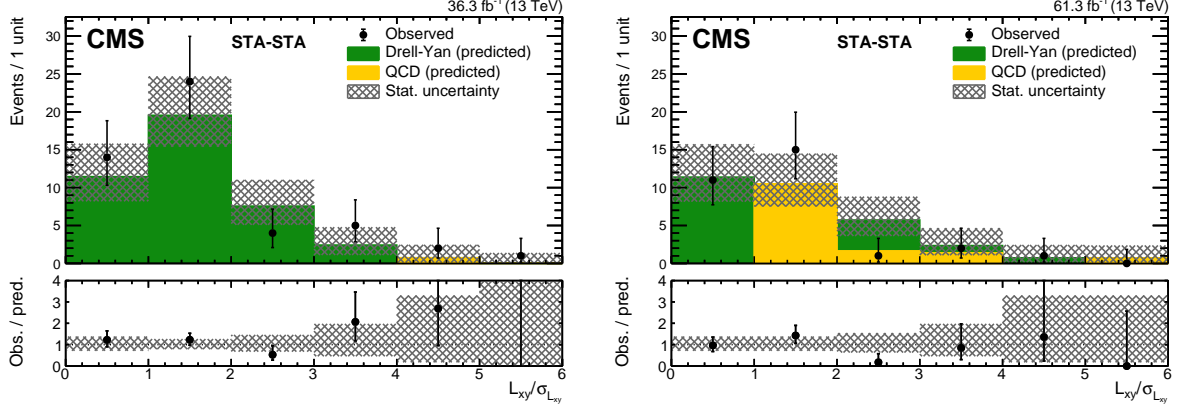 36.3 fb⁻¹ (13 TeV)
CMS
STA-STA
Observed
Drell-Yan (predicted)
QCD (predicted)
Stat. uncertainty
Events / 1 unit
30
25
20
15
10
5
0
Obs. / pred.
4
3
2
1
0
0 1 2 3 4 5 6
L_xy/σ_L_xy
61.3 fb⁻¹ (13 TeV)
CMS
STA-STA
Observed
Drell-Yan (predicted)
QCD (predicted)
Stat. uncertainty
Events / 1 unit
30
25
20
15
10
5
0
Obs. / pred.
4
3
2
1
0
0 1 2 3 4 5 6
L_xy/σ_L_xy